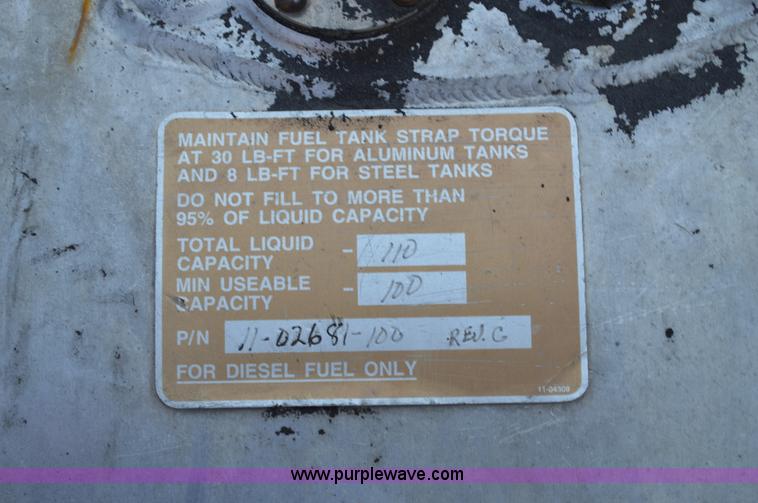 MAINTAIN FUEL TANK STRAP TORQUE
AT 30 LB-FT FOR ALUMINUM TANKS
AND 8 LB-FT FOR STEEL TANKS
DO NOT FILL TO MORE THAN
95% OF LIQUID CAPACITY
TOTAL LIQUID
CAPACITY - 110
MIN USEABLE
CAPACITY - 100
P/N 11-02681-100 REV. G
FOR DIESEL FUEL ONLY
11-04309
www.purplewave.com